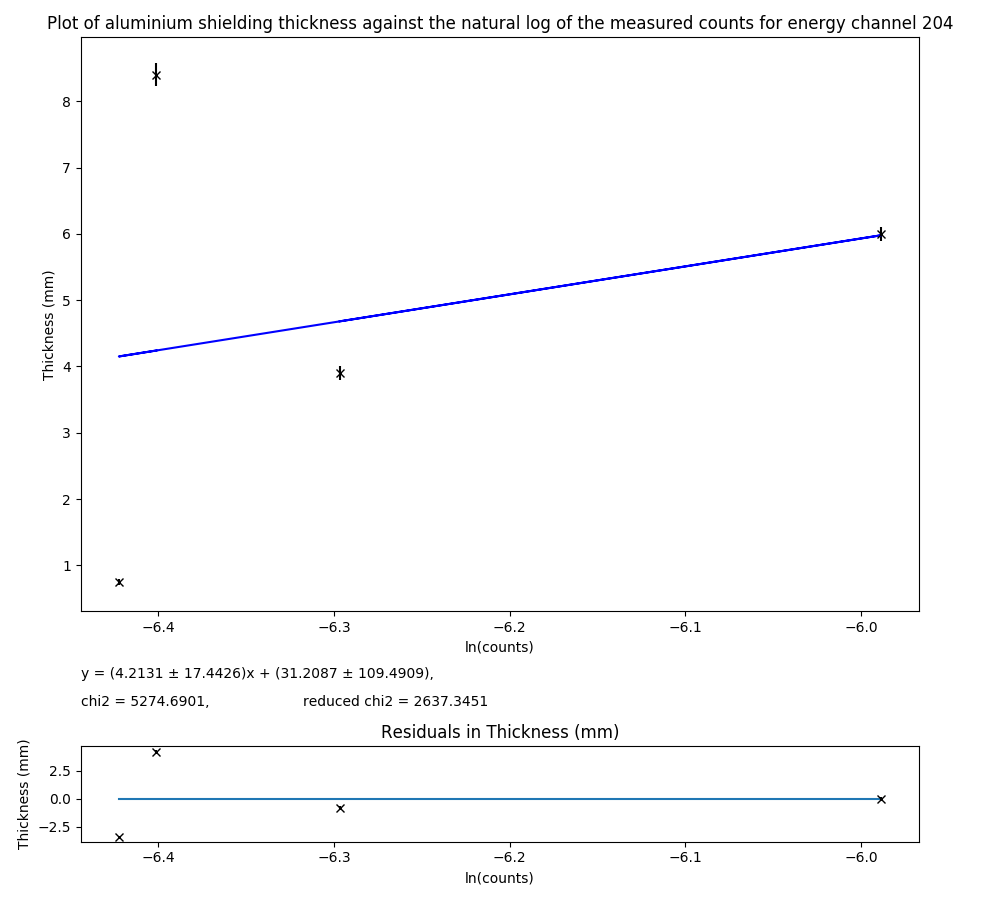 Plot of aluminium shielding thickness against the natural log of the measured counts for energy channel 204
8
7
6
5
4
3
2
1
Thickness (mm)
−6.4 −6.3 −6.2 −6.1 −6.0
ln(counts)
y = (4.2131 ± 17.4426)x + (31.2087 ± 109.4909),
chi2 = 5274.6901, reduced chi2 = 2637.3451
Residuals in Thickness (mm)
2.5
0.0
−2.5
Thickness (mm)
−6.4 −6.3 −6.2 −6.1 −6.0
ln(counts)